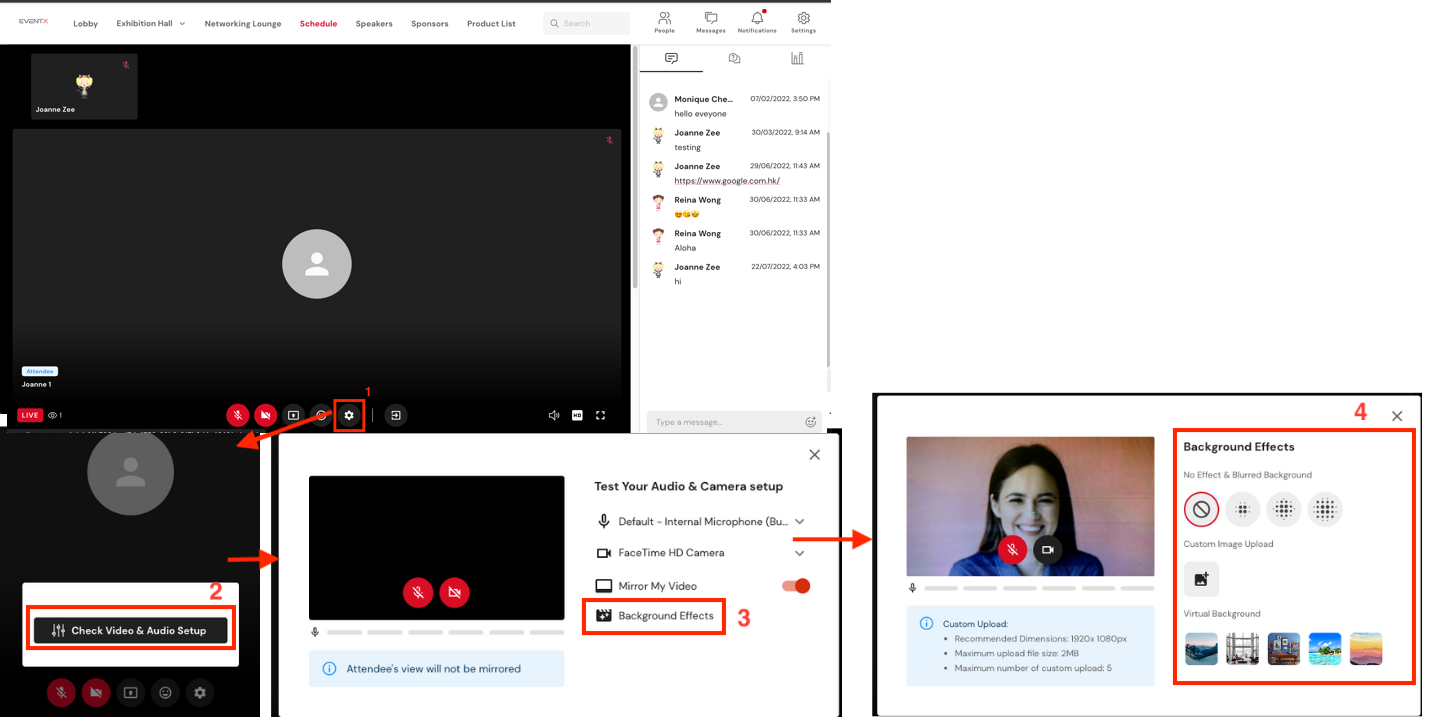 EVENTX
Lobby
Exhibition Hall
Networking Lounge
Schedule
Speakers
Sponsors
Product List
Search
People
Messages
Notifications
Settings
Joanne Zee
Attendee
Joanne 1
LIVE
1
HD
1
Monique Che... 07/02/2022, 3:50 PM
hello eveyone
Joanne Zee 30/03/2022, 9:14 AM
testing
Joanne Zee 29/06/2022, 11:43 AM
https://www.google.com.hk/
Reina Wong 30/06/2022, 11:33 AM
😍😘🤩
Reina Wong 30/06/2022, 11:33 AM
Aloha
Joanne Zee 22/07/2022, 4:03 PM
hi
Type a message...
2
Check Video & Audio Setup
Test Your Audio & Camera setup
Default - Internal Microphone (Bu...
FaceTime HD Camera
Mirror My Video
Background Effects
3
Attendee's view will not be mirrored
4
Background Effects
No Effect & Blurred Background
Custom Image Upload
Virtual Background
Custom Upload:
• Recommended Dimensions: 1920x 1080px
• Maximum upload file size: 2MB
• Maximum number of custom upload: 5